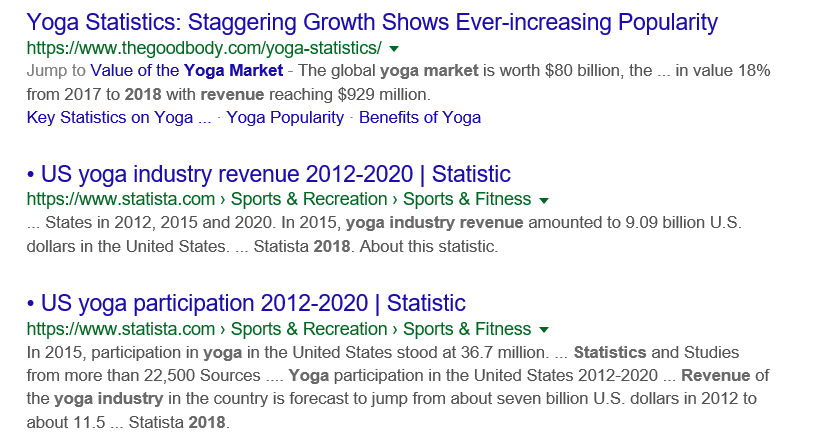 Yoga Statistics: Staggering Growth Shows Ever-increasing Popularity
https://www.thegoodbody.com/yoga-statistics/
Jump to Value of the Yoga Market - The global yoga market is worth $80 billion, the ... in value 18%
from 2017 to 2018 with revenue reaching $929 million.
Key Statistics on Yoga ... · Yoga Popularity · Benefits of Yoga
• US yoga industry revenue 2012-2020 | Statistic
https://www.statista.com › Sports & Recreation › Sports & Fitness
... States in 2012, 2015 and 2020. In 2015, yoga industry revenue amounted to 9.09 billion U.S.
dollars in the United States. ... Statista 2018. About this statistic.
• US yoga participation 2012-2020 | Statistic
https://www.statista.com › Sports & Recreation › Sports & Fitness
In 2015, participation in yoga in the United States stood at 36.7 million. ... Statistics and Studies
from more than 22,500 Sources .... Yoga participation in the United States 2012-2020 ... Revenue of
the yoga industry in the country is forecast to jump from about seven billion U.S. dollars in 2012 to
about 11.5 ... Statista 2018.